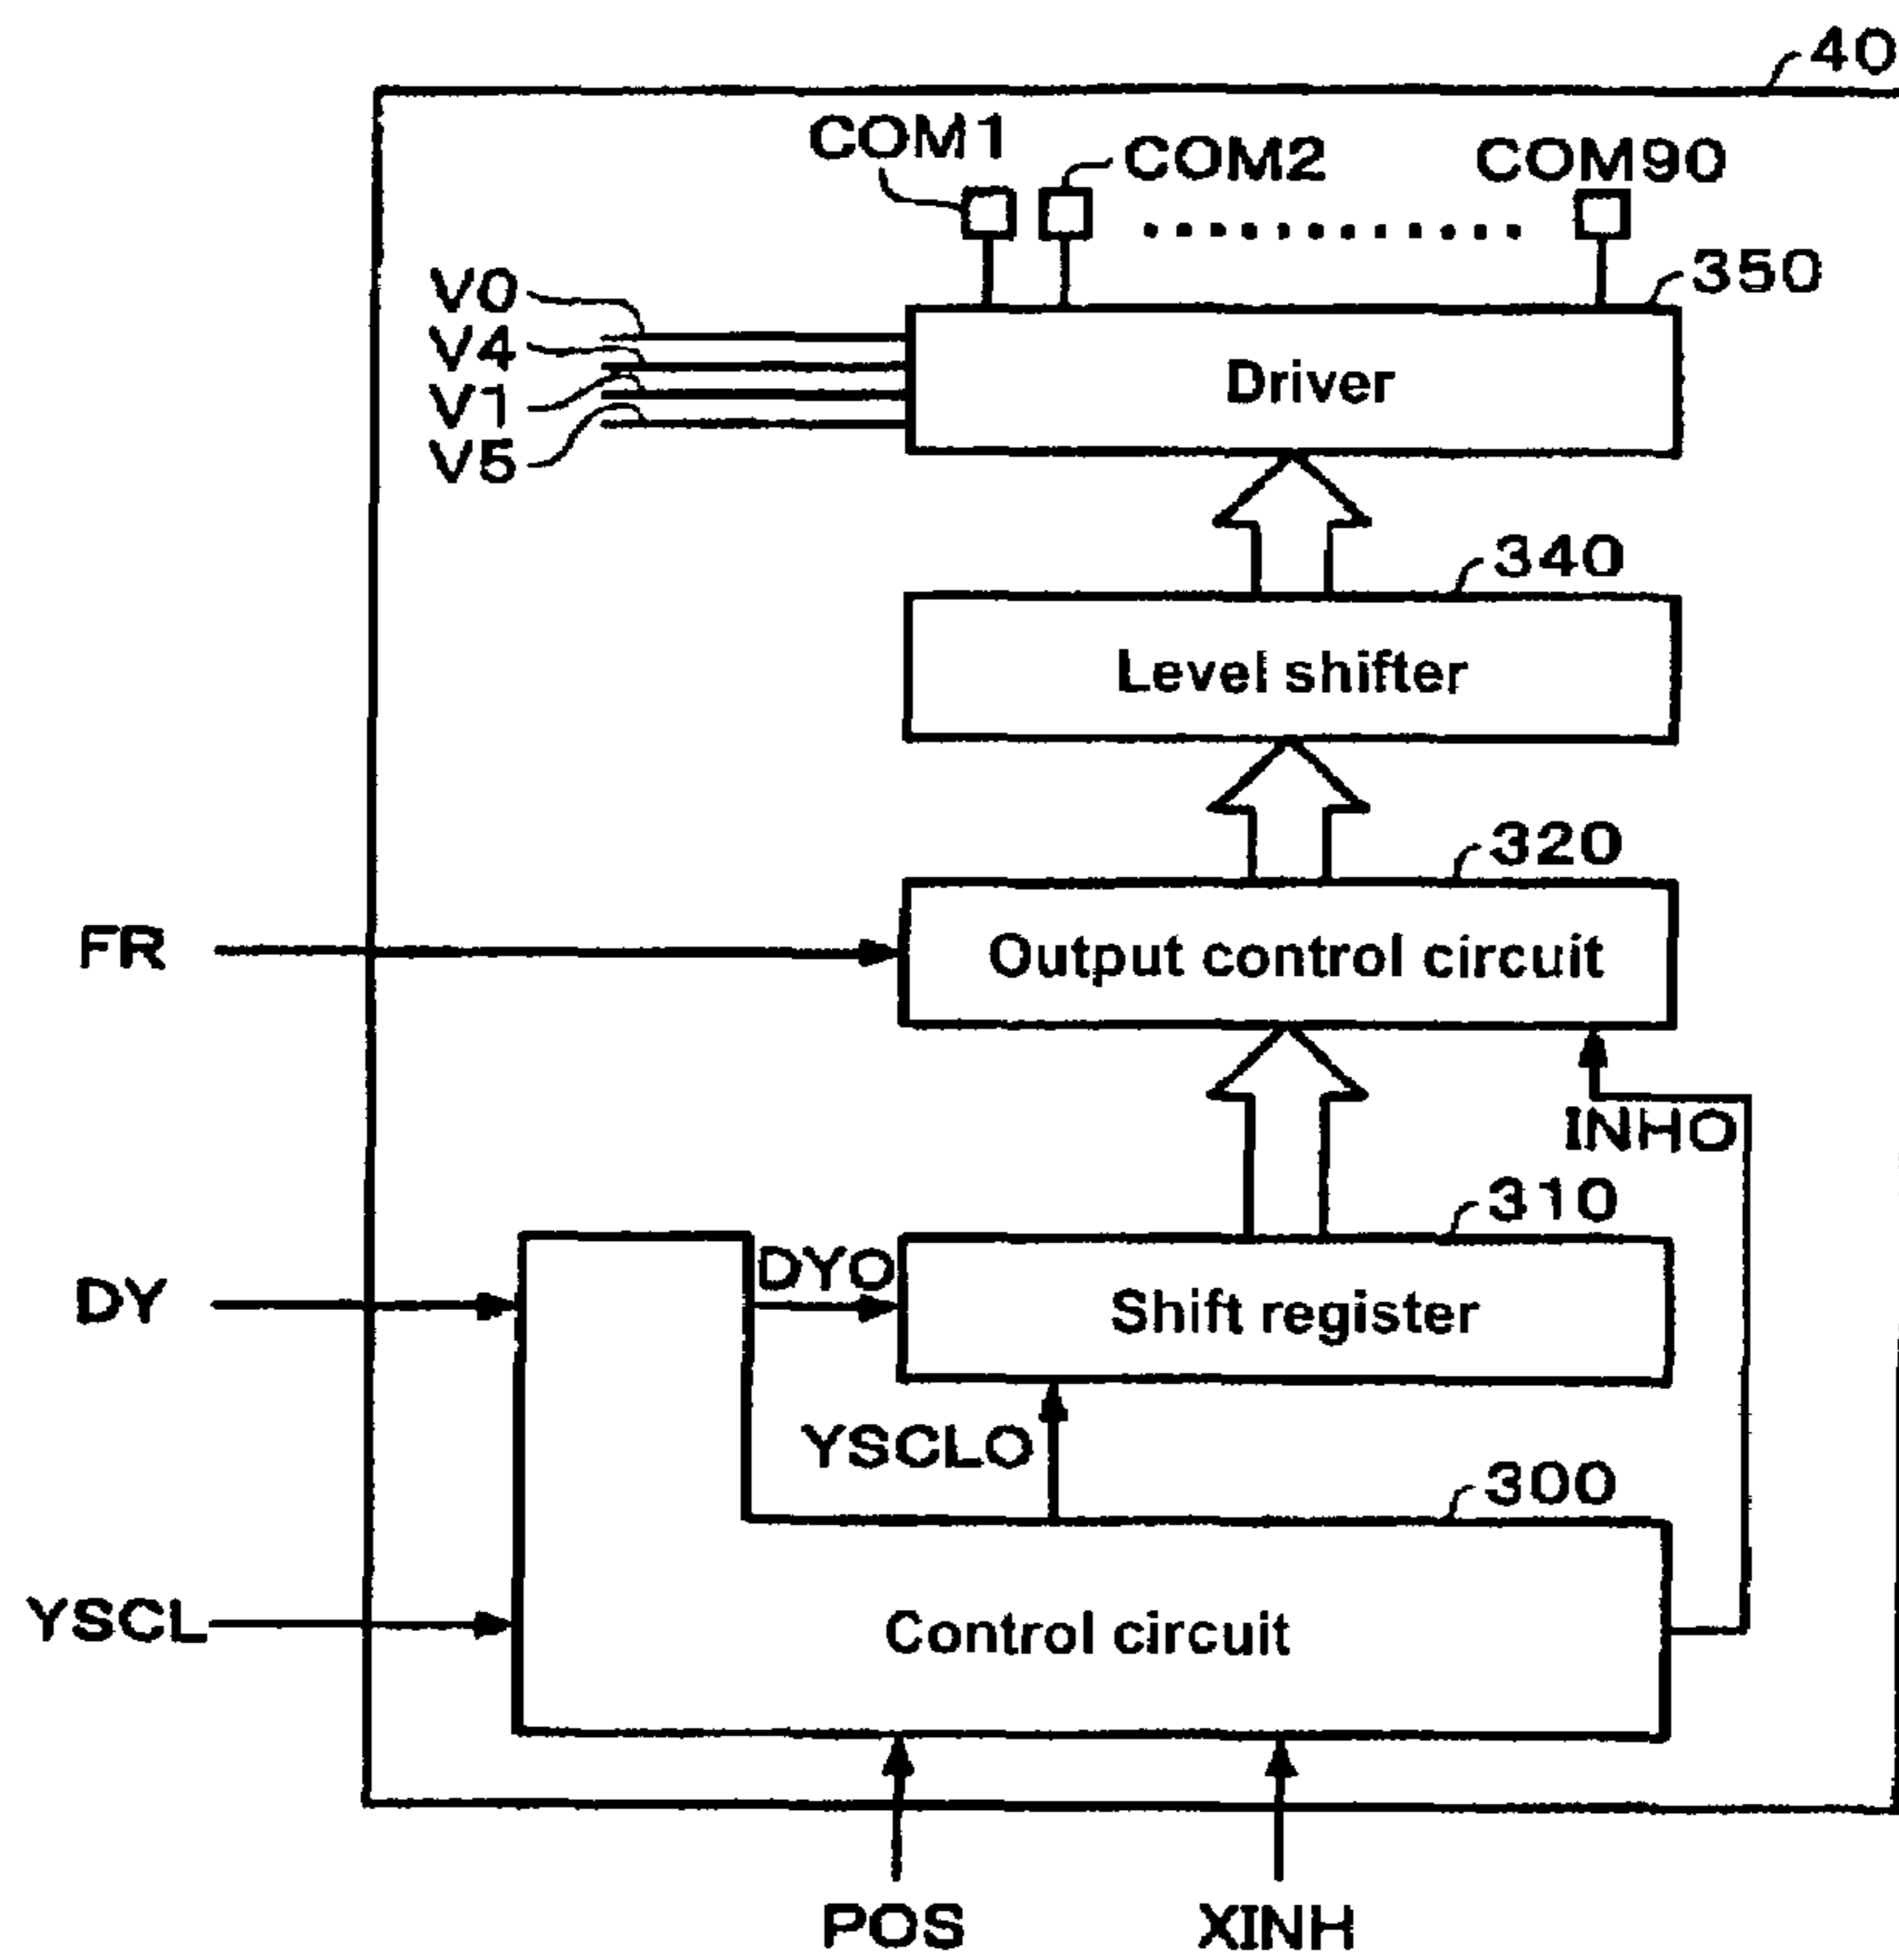 40
COM1
COM2
COM90
350
V0
V4
V1
V5
Driver
340
Level shifter
320
FR
Output control circuit
INHO
310
DY
DYO
Shift register
YSCLO
300
YSCL
Control circuit
POS
XINH